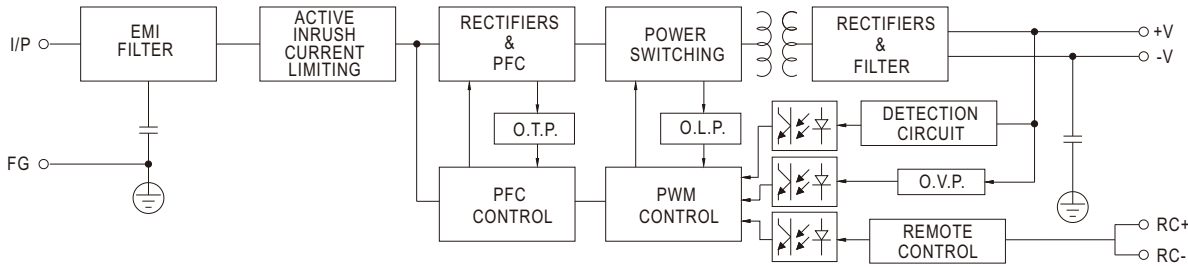 I/P
EMI
FILTER
ACTIVE
INRUSH
CURRENT
LIMITING
RECTIFIERS
&
PFC
POWER
SWITCHING
RECTIFIERS
&
FILTER
+V
-V
O.T.P.
O.L.P.
DETECTION
CIRCUIT
FG
PFC
CONTROL
PWM
CONTROL
O.V.P.
REMOTE
CONTROL
RC+
RC-